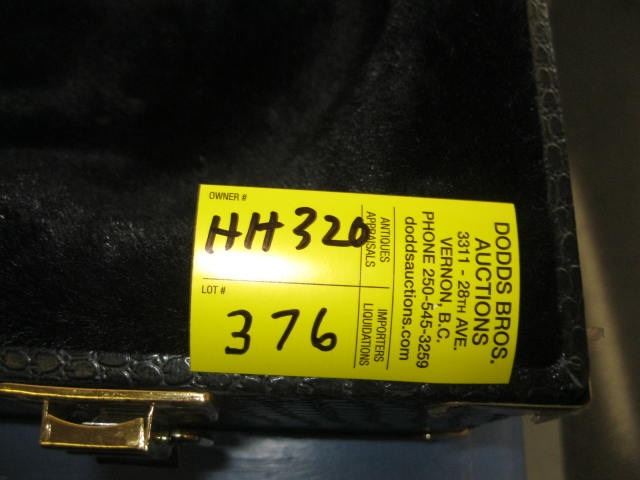 OWNER #
HH320
LOT #
376
ANTIQUES
APPRAISALS
IMPORTERS
LIQUIDATIONS
DODDS BROS.
AUCTIONS
3311 - 28TH AVE.
VERNON, B.C.
PHONE 250-545-3259
doddsauctions.com